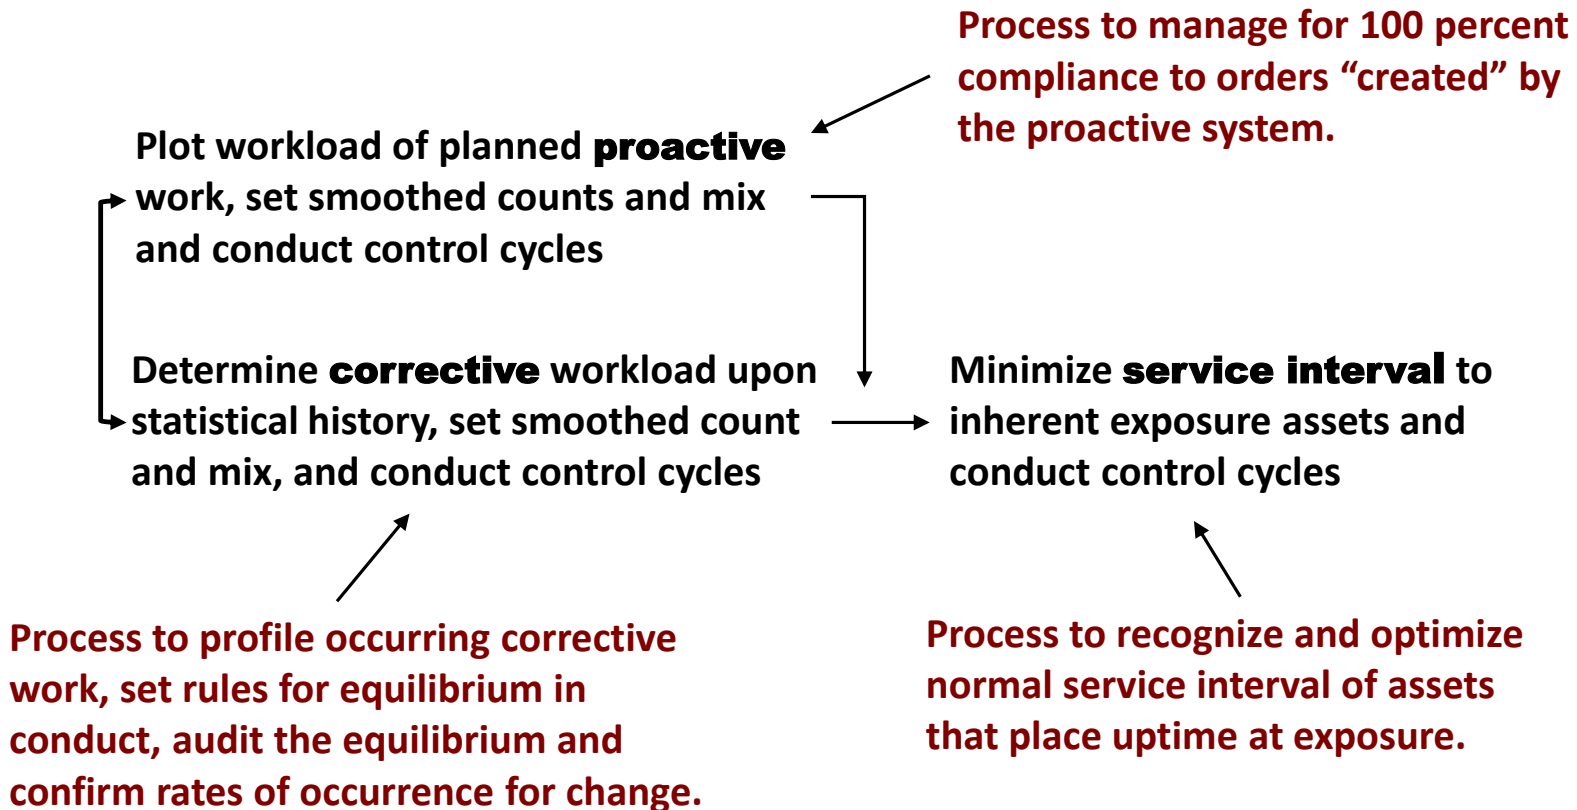 Process to manage for 100 percent
compliance to orders “created” by
the proactive system.
Plot workload of planned proactive
work, set smoothed counts and mix
and conduct control cycles
Determine corrective workload upon
statistical history, set smoothed count
and mix, and conduct control cycles
Minimize service interval to
inherent exposure assets and
conduct control cycles
Process to profile occurring corrective
work, set rules for equilibrium in
conduct, audit the equilibrium and
confirm rates of occurrence for change.
Process to recognize and optimize
normal service interval of assets
that place uptime at exposure.